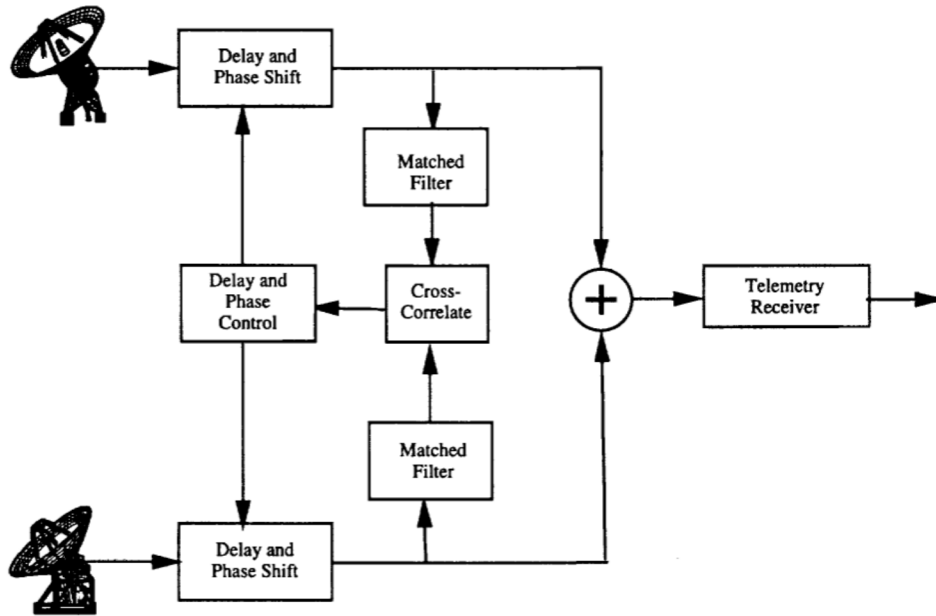 Delay and
Phase Shift
Matched
Filter
Delay and
Phase
Control
Cross-
Correlate
Telemetry
Receiver
Matched
Filter
Delay and
Phase Shift